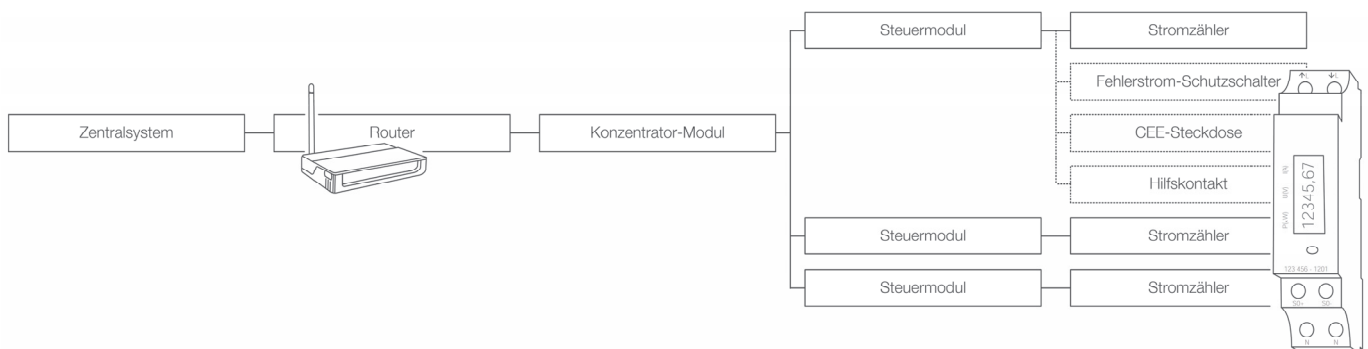 Steuermodul
Stromzähler
Fehlerstrom-Schutzschalter
Zentralsystem
Router
Konzentrator-Modul
CEE-Steckdose
Hilfskontakt
Steuermodul
Stromzähler
Steuermodul
Stromzähler
L L
12345,67
123 456 - 1201
S0+ S0-
N N